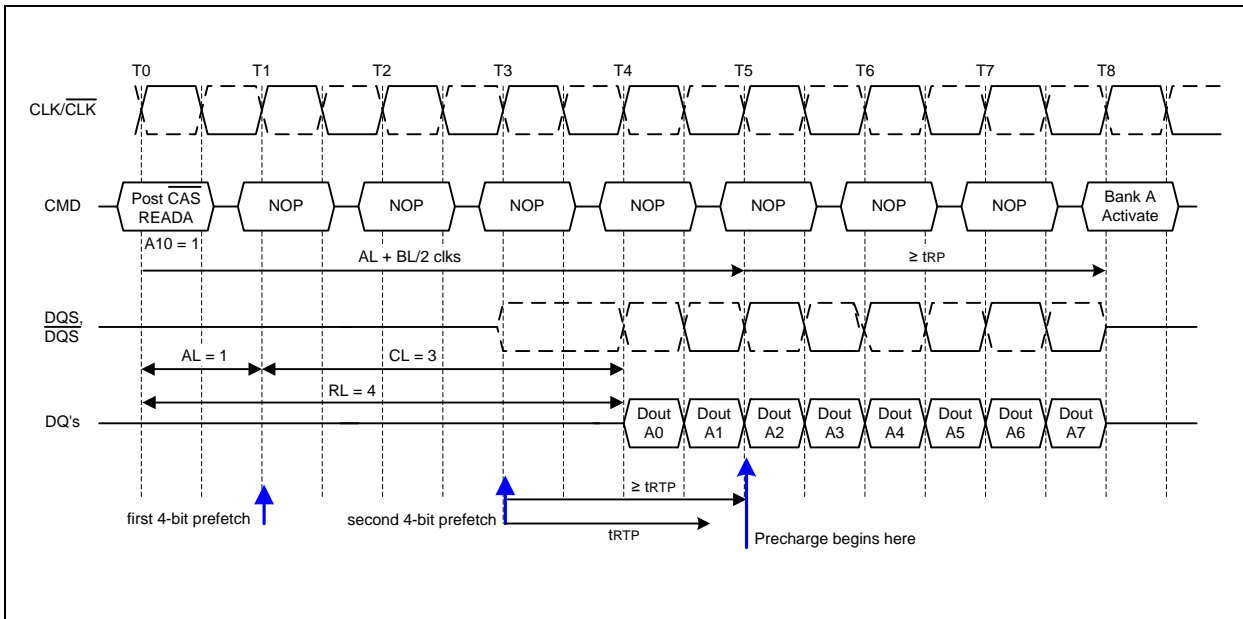 T0 T1 T2 T3 T4 T5 T6 T7 T8
CLK/CLK
CMD
Post CAS READA
NOP NOP NOP NOP NOP NOP NOP
Bank A Activate
A10 = 1
AL + BL/2 clks
≥ tRP
DQS,
DQS
AL = 1
CL = 3
RL = 4
DQ's
Dout A0
Dout A1
Dout A2
Dout A3
Dout A4
Dout A5
Dout A6
Dout A7
≥ tRTP
first 4-bit prefetch
second 4-bit prefetch
tRTP
Precharge begins here